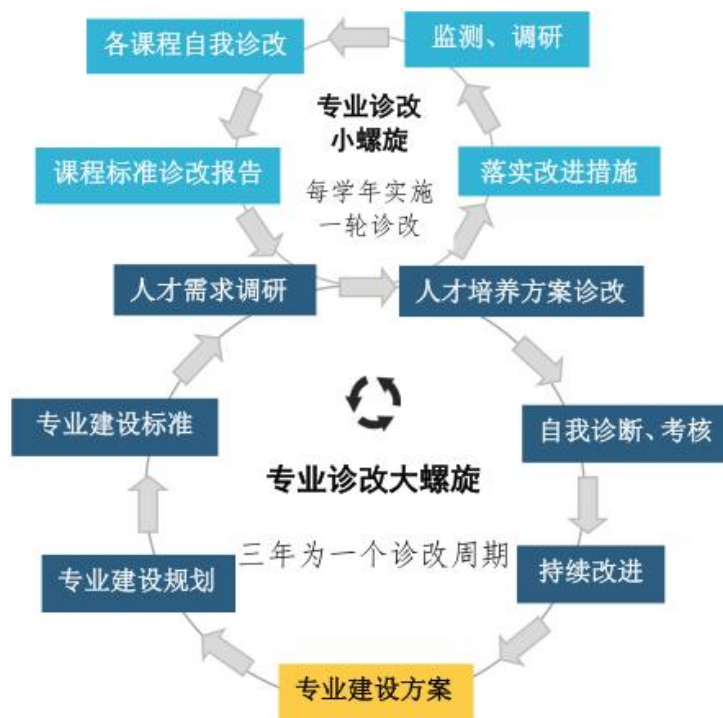 各课程自我诊改
监测、调研
专业诊改
小螺旋
课程标准诊改报告
落实改进措施
每学年实施
一轮诊改
人才需求调研
人才培养方案诊改
专业建设标准
自我诊断、考核
专业诊改大螺旋
三年为一个诊改周期
专业建设规划
持续改进
专业建设方案